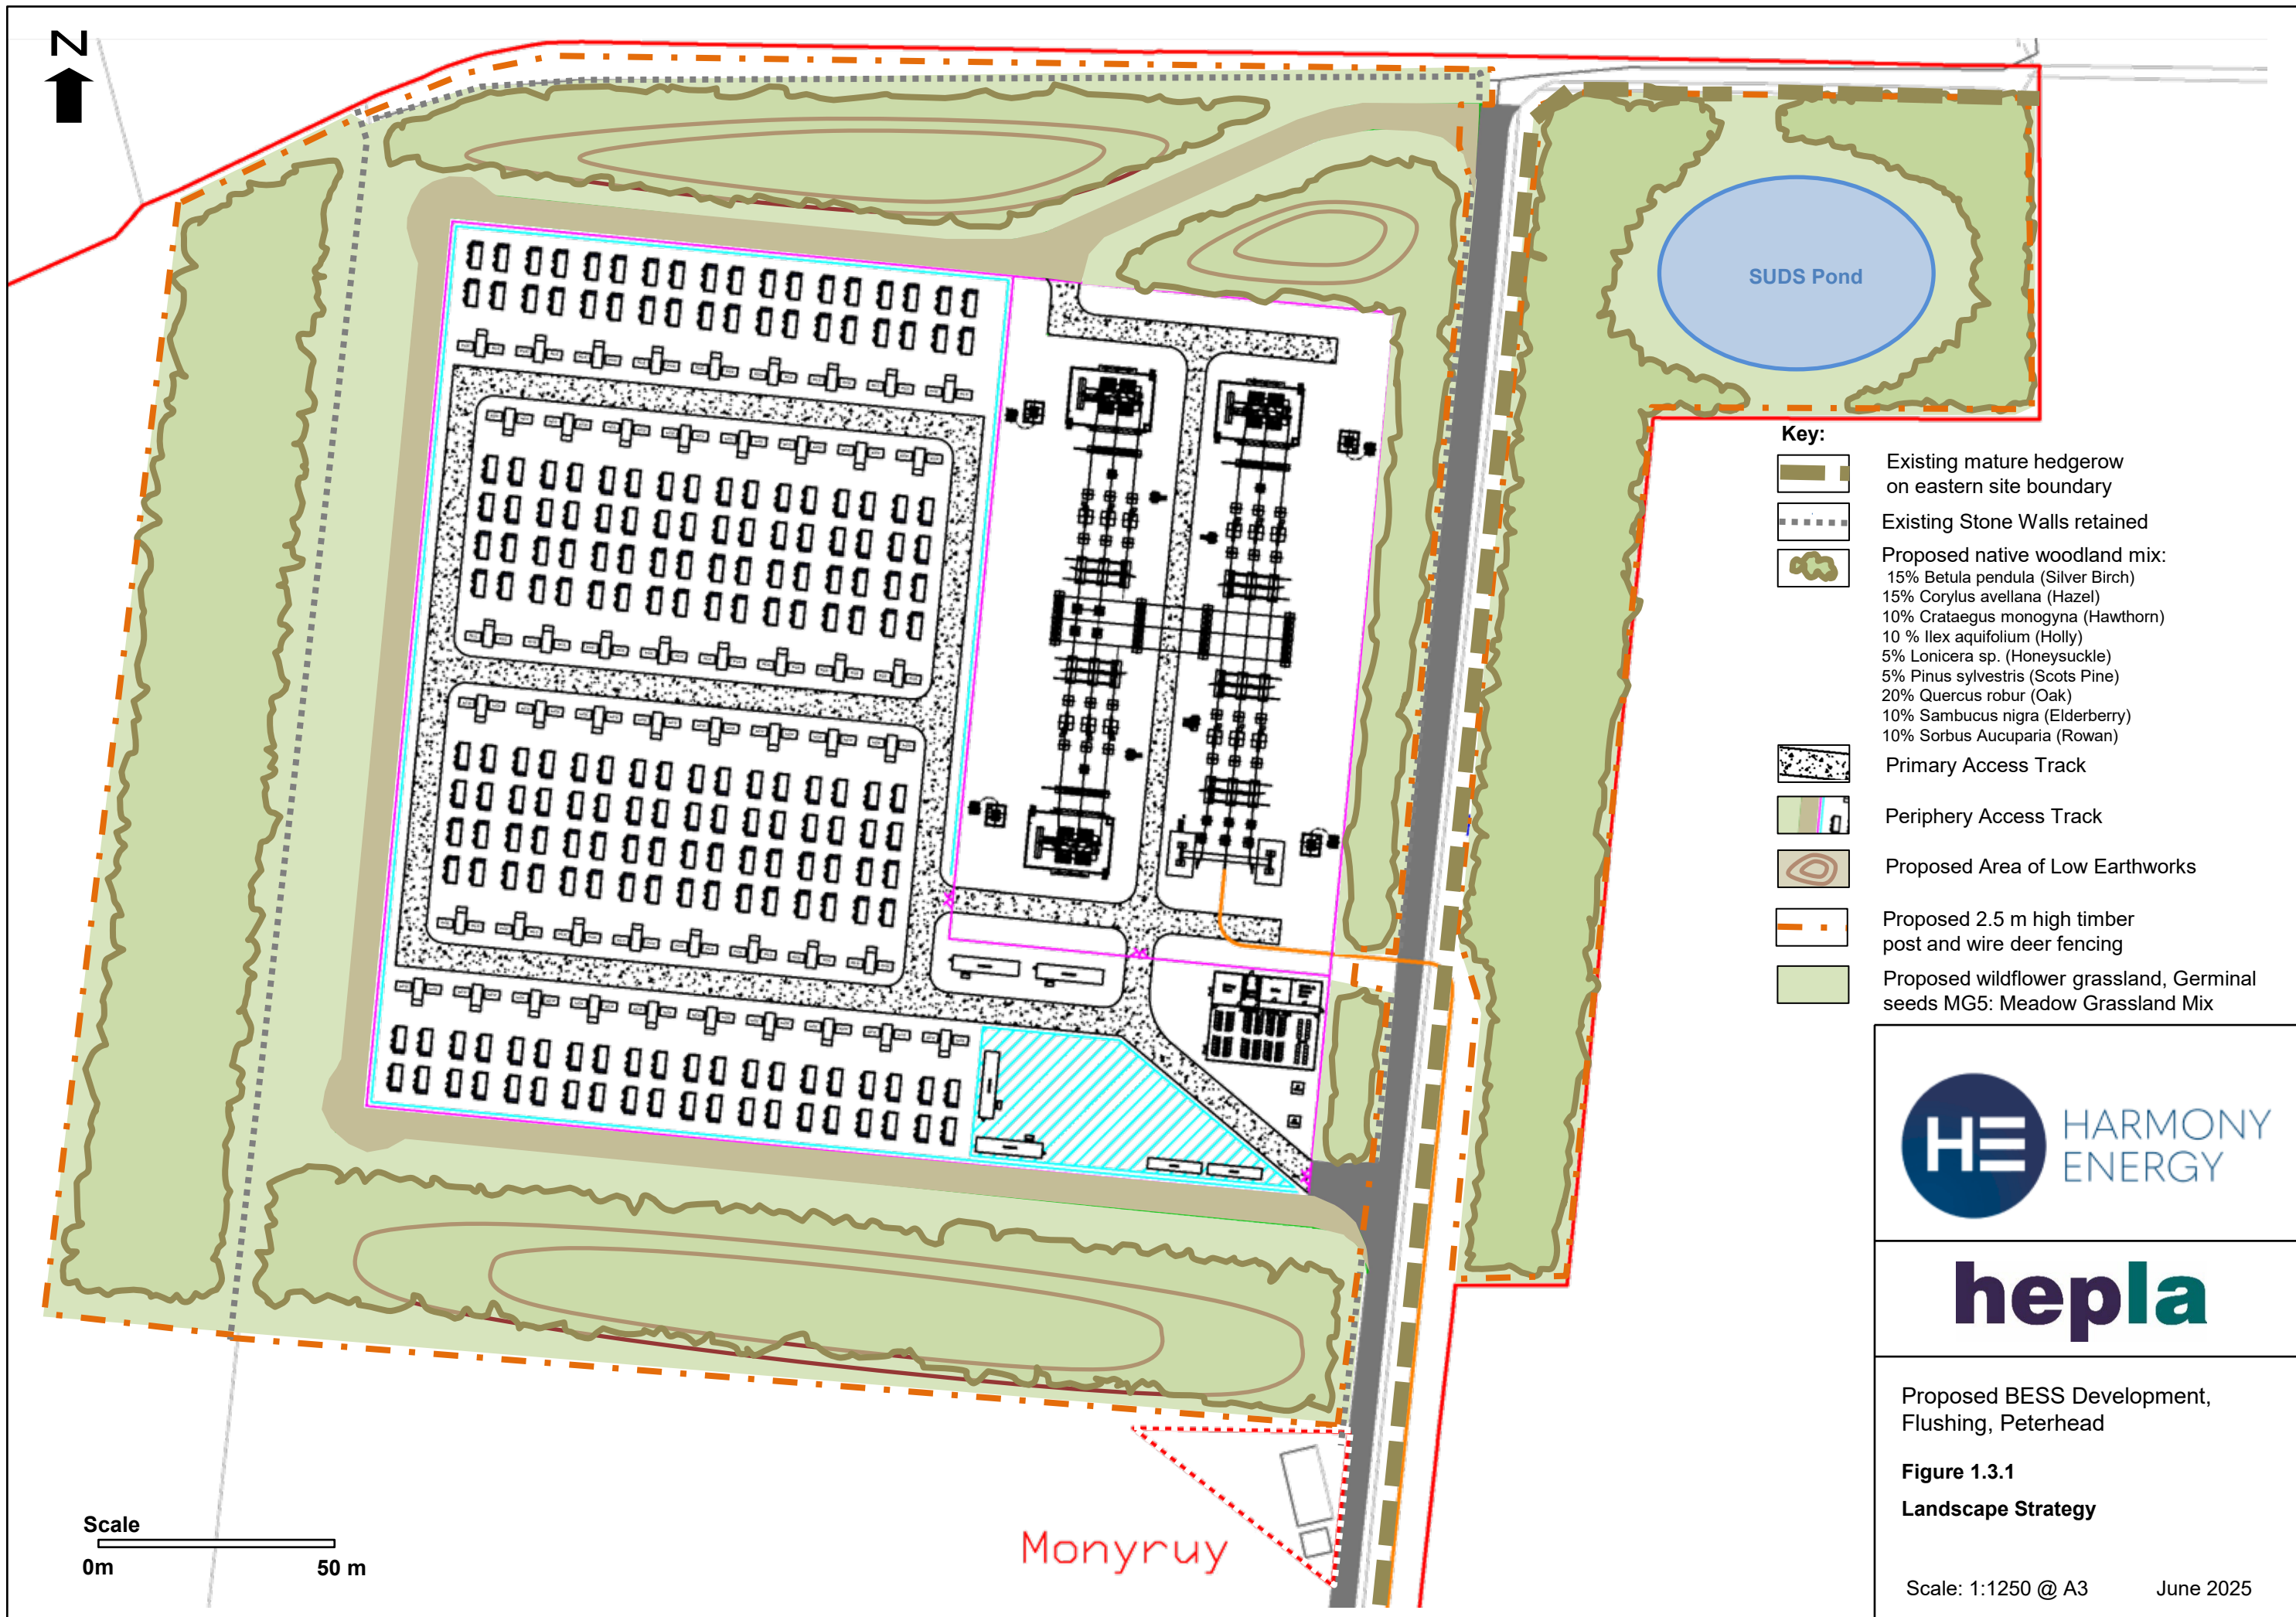 N
SUDS Pond
Key:
Existing mature hedgerow
on eastern site boundary
Existing Stone Walls retained
Proposed native woodland mix:
15% Betula pendula (Silver Birch)
15% Corylus avellana (Hazel)
10% Crataegus monogyna (Hawthorn)
10 % Ilex aquifolium (Holly)
5% Lonicera sp. (Honeysuckle)
5% Pinus sylvestris (Scots Pine)
20% Quercus robur (Oak)
10% Sambucus nigra (Elderberry)
10% Sorbus Aucuparia (Rowan)
Primary Access Track
Periphery Access Track
Proposed Area of Low Earthworks
Proposed 2.5 m high timber
post and wire deer fencing
Proposed wildflower grassland, Germinal
seeds MG5: Meadow Grassland Mix
HE
HARMONY
ENERGY
hepla
Proposed BESS Development,
Flushing, Peterhead
Figure 1.3.1
Landscape Strategy
Scale: 1:1250 @ A3 June 2025
Monyruy
Scale
0m 50 m